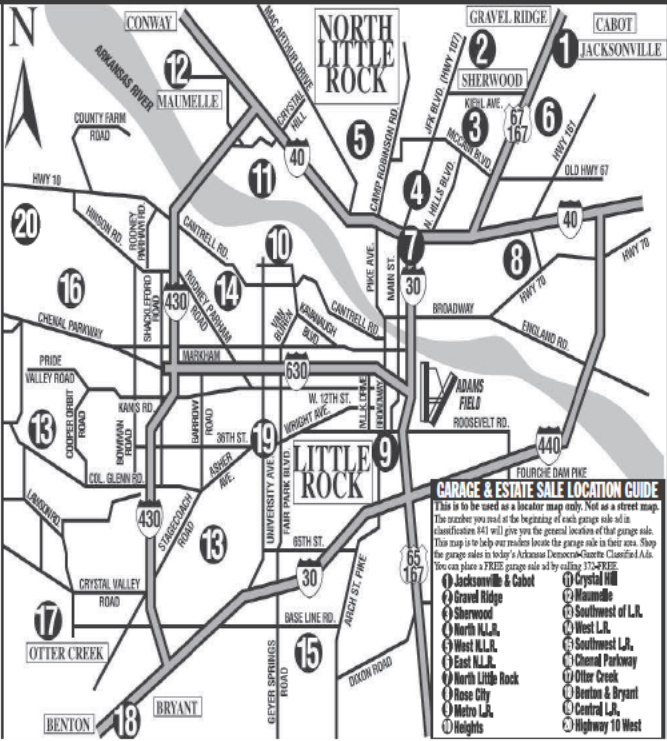 N
CONWAY
MAC ARTHUR DRIVE
NORTH
LITTLE
ROCK
GRAVEL RIDGE
CABOT
JACKSONVILLE
1
2
SHERWOOD
JFK BLVD. (HWY 107)
KIEHL AVE.
67
167
3
6
12
MAUMELLE
ARKANSAS RIVER
CRYSTAL
HILL
5
CAMP ROBINSON RD.
MCCAIN BLVD.
HWY 161
COUNTY FARM
ROAD
40
11
4
N. HILLS BLVD.
OLD HWY 67
HWY 10
40
20
HINSON RD.
RODNEY
PARHAM RD.
CANTRELL RD.
10
PIKE AVE.
MAIN ST.
7
8
HWY 70
HWY 70
16
SHACKLEFORD
ROAD
430
RODNEY PARHAM
ROAD
14
VAN
BUREN
KAVANAUGH
BLVD.
CANTRELL RD.
30
BROADWAY
ENGLAND RD.
CHENAL PARKWAY
MARKHAM
630
PRIDE
VALLEY ROAD
COOPER ORBIT
ROAD
KANIS RD.
BOWMAN
ROAD
BARROW
ROAD
W. 12TH ST.
WRIGHT AVE.
M.L.K. DRIVE
BROADWAY
ADAMS
FIELD
13
36TH ST.
19
ROOSEVELT RD.
ASHER
AVE.
LITTLE
ROCK
9
440
COL. GLENN RD.
UNIVERSITY AVE.
FAIR PARK BLVD.
FOURCHE DAM PIKE
LAWSON RD.
430
STAGECOACH
ROAD
13
65TH ST.
30
ARCH ST. PIKE
65
167
CRYSTAL VALLEY
ROAD
17
OTTER CREEK
BASE LINE RD.
15
GEYER SPRINGS
ROAD
DIXON ROAD
BENTON
18
BRYANT
GARAGE & ESTATE SALE LOCATION GUIDE
This is to be used as a locator map only. Not as a street map.
The number you read at the beginning of each garage sale ad in
classification 841 will give you the general location of that garage sale.
This map is to help our readers locate the garage sale in their area. Shop
the garage sales in today's Arkansas Democrat-Gazette Classified Ads.
You can place a FREE garage sale ad by calling 372-FREE.
1 Jacksonville & Cabot
2 Gravel Ridge
3 Sherwood
4 North N.L.R.
5 West N.L.R.
6 East N.L.R.
7 North Little Rock
8 Rose City
9 Metro L.R.
10 Heights
11 Crystal Hill
12 Maumelle
13 Southwest of L.R.
14 West L.R.
15 Southwest L.R.
16 Chenal Parkway
17 Otter Creek
18 Benton & Bryant
19 Central L.R.
20 Highway 10 West